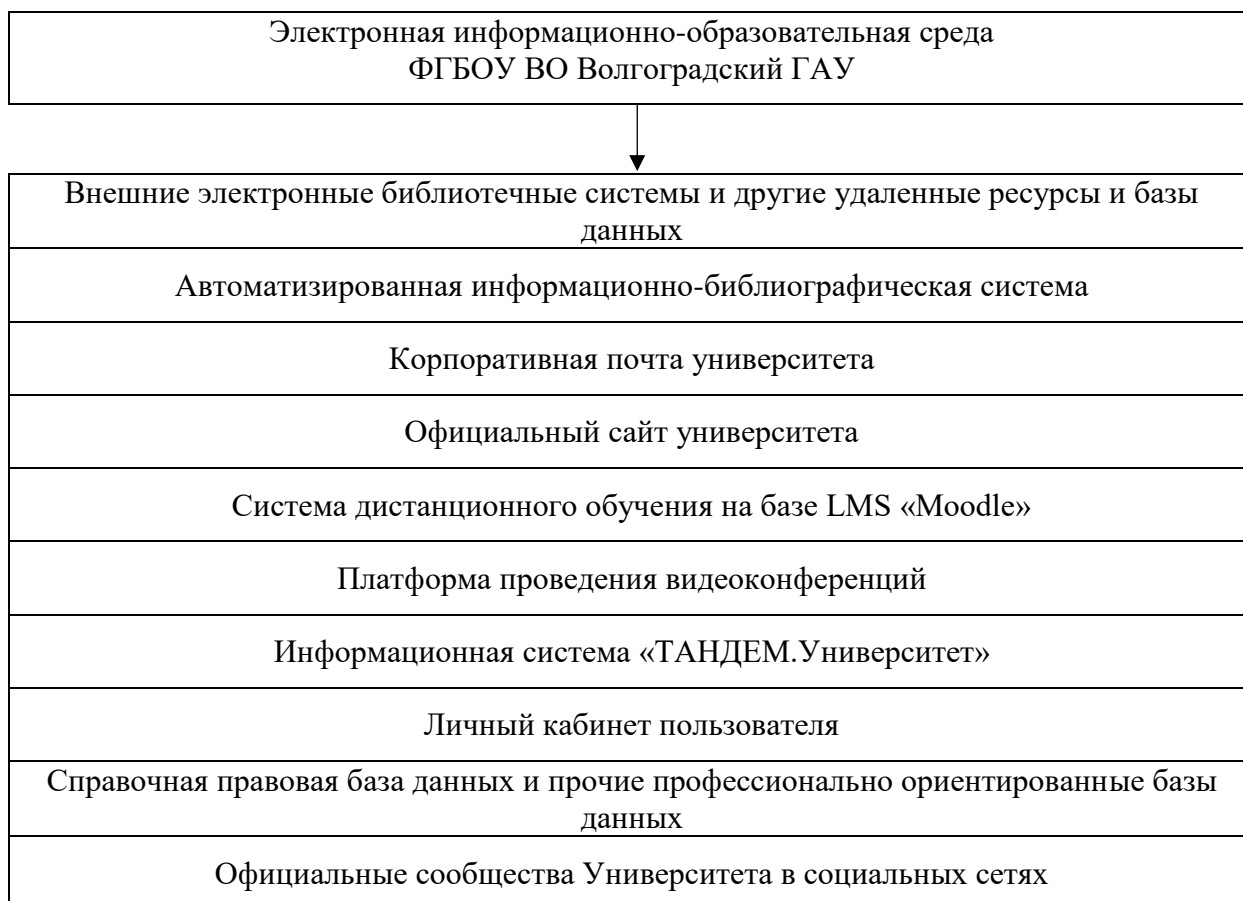 Электронная информационно-образовательная среда
ФГБОУ ВО Волгоградский ГАУ
Внешние электронные библиотечные системы и другие удаленные ресурсы и базы
данных
Автоматизированная информационно-библиографическая система
Корпоративная почта университета
Официальный сайт университета
Система дистанционного обучения на базе LMS «Moodle»
Платформа проведения видеоконференций
Информационная система «ТАНДЕМ.Университет»
Личный кабинет пользователя
Справочная правовая база данных и прочие профессионально ориентированные базы
данных
Официальные сообщества Университета в социальных сетях